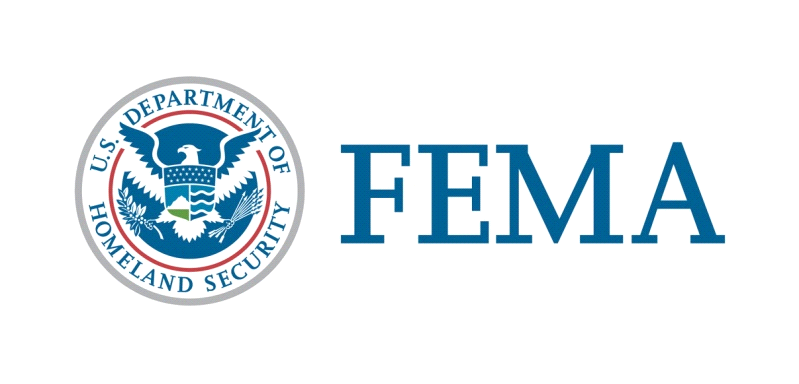 U.S. DEPARTMENT OF
HOMELAND SECURITY
FEMA